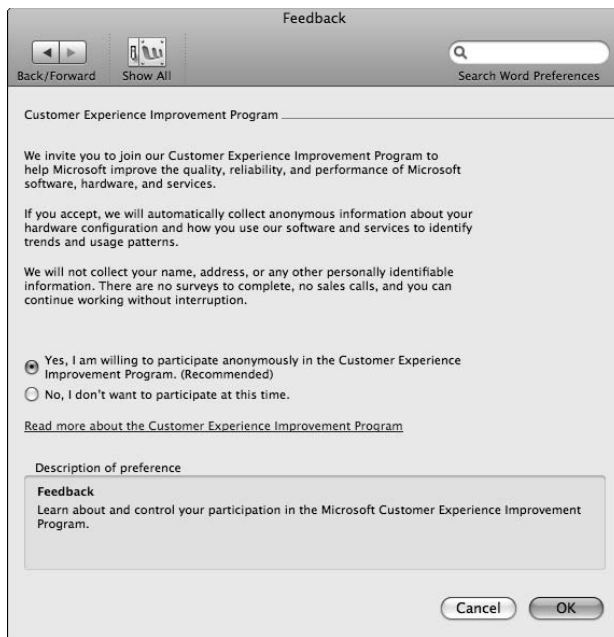 Feedback
Back/Forward
Show All
Search Word Preferences
Customer Experience Improvement Program
We invite you to join our Customer Experience Improvement Program to
help Microsoft improve the quality, reliability, and performance of Microsoft
software, hardware, and services.
If you accept, we will automatically collect anonymous information about your
hardware configuration and how you use our software and services to identify
trends and usage patterns.
We will not collect your name, address, or any other personally identifiable
information. There are no surveys to complete, no sales calls, and you can
continue working without interruption.
Yes, I am willing to participate anonymously in the Customer Experience
Improvement Program. (Recommended)
No, I don't want to participate at this time.
Read more about the Customer Experience Improvement Program
Description of preference
Feedback
Learn about and control your participation in the Microsoft Customer Experience Improvement
Program.
Cancel
OK